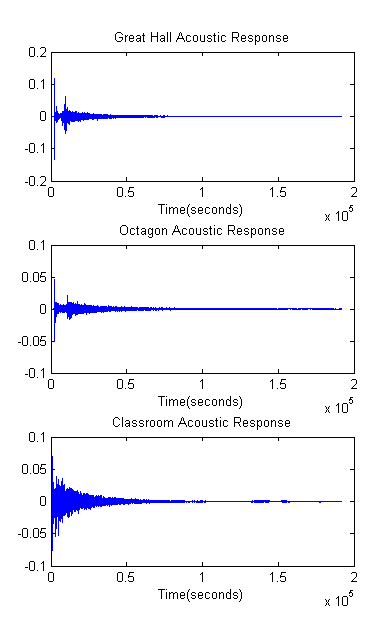 Great Hall Acoustic Response
0.2
0.1
0
-0.1
-0.2
0 0.5 1 1.5 2
Time(seconds)
x 10^5
Octagon Acoustic Response
0.1
0.05
0
-0.05
-0.1
0 0.5 1 1.5 2
Time(seconds)
x 10^5
Classroom Acoustic Response
0.1
0.05
0
-0.05
-0.1
0 0.5 1 1.5 2
Time(seconds)
x 10^5